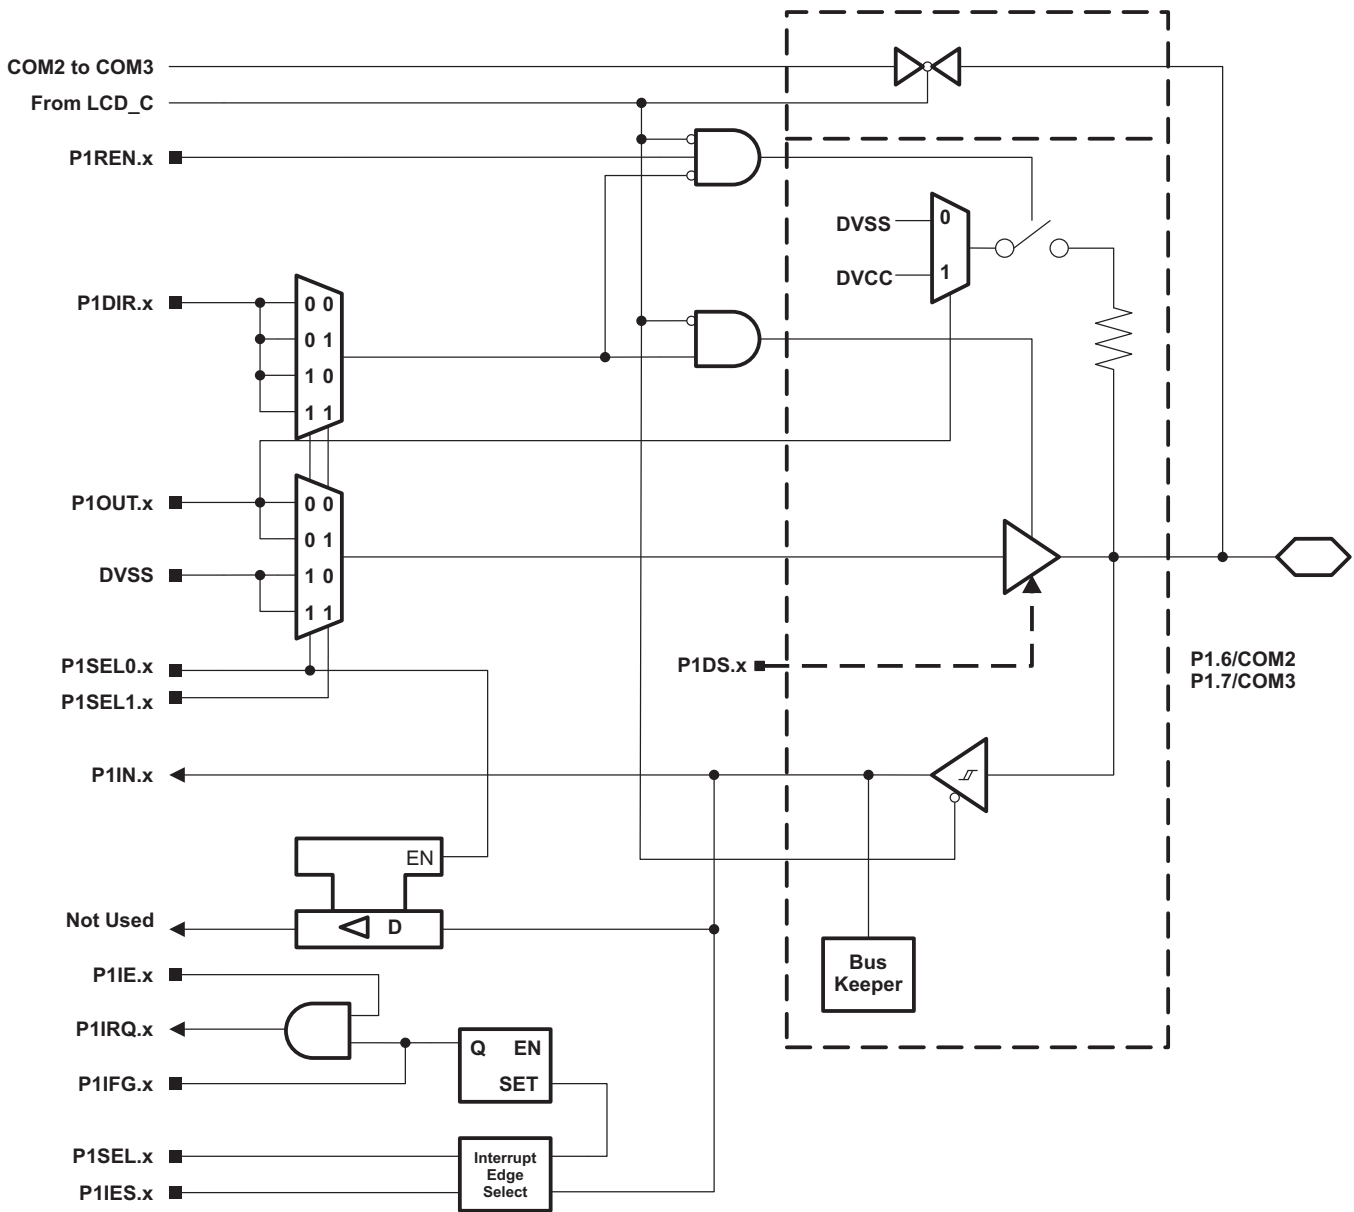 COM2 to COM3
From LCD_C
P1REN.x
DVSS
0
DVCC
1
P1DIR.x
0 0
0 1
1 0
1 1
P1OUT.x
0 0
0 1
DVSS
1 0
1 1
P1SEL0.x
P1SEL1.x
P1DS.x
P1.6/COM2
P1.7/COM3
P1IN.x
EN
Not Used
D
Bus
Keeper
P1IE.x
P1IRQ.x
Q EN
SET
P1IFG.x
P1SEL.x
P1IES.x
Interrupt
Edge
Select